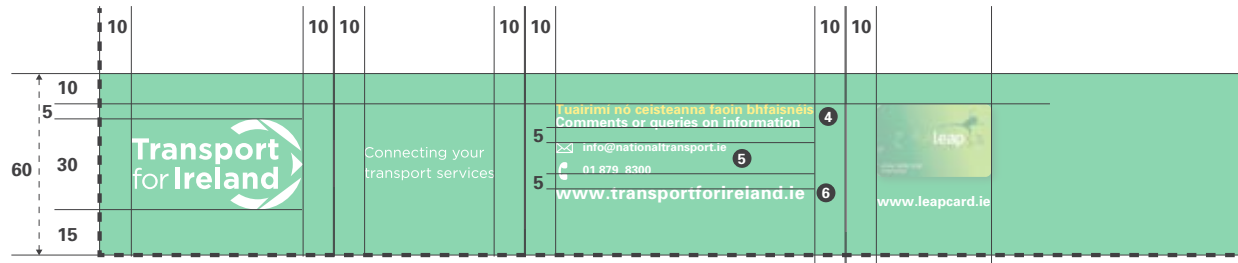 10 10 10 10 10 10 10
10
5
60
30
15
Transport
for Ireland
Connecting your
transport services
Tuairimí nó ceisteanna faoin bhfaisnéis
Comments or queries on information
4
5
info@nationaltransport.ie
5
01 879 8300
5
www.transportforireland.ie
6
leap
www.leapcard.ie